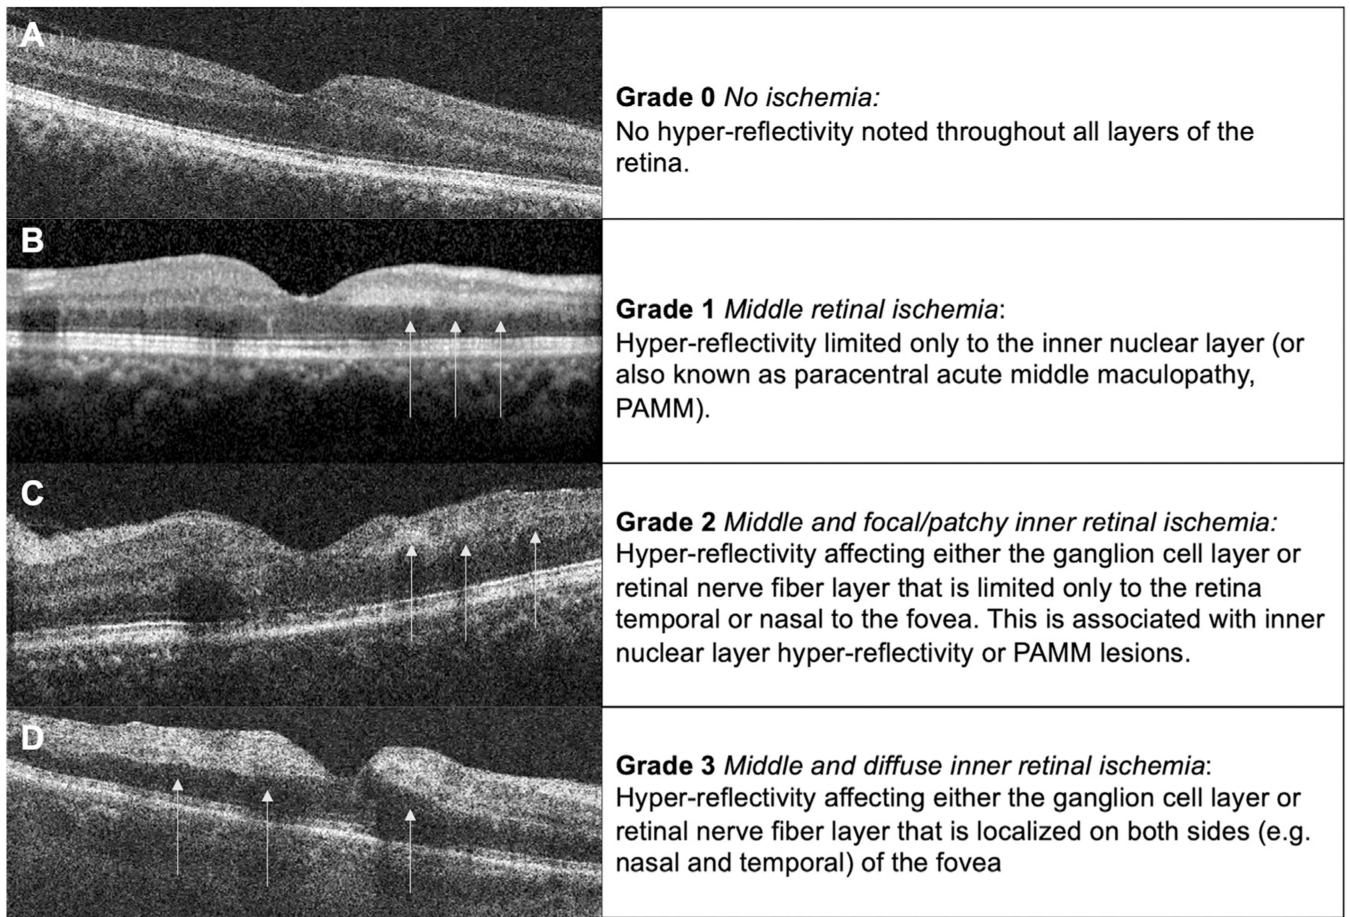 A
Grade 0 No ischemia:
No hyper-reflectivity noted throughout all layers of the
retina.
B
Grade 1 Middle retinal ischemia:
Hyper-reflectivity limited only to the inner nuclear layer (or
also known as paracentral acute middle maculopathy,
PAMM).
C
Grade 2 Middle and focal/patchy inner retinal ischemia:
Hyper-reflectivity affecting either the ganglion cell layer or
retinal nerve fiber layer that is limited only to the retina
temporal or nasal to the fovea. This is associated with inner
nuclear layer hyper-reflectivity or PAMM lesions.
D
Grade 3 Middle and diffuse inner retinal ischemia:
Hyper-reflectivity affecting either the ganglion cell layer or
retinal nerve fiber layer that is localized on both sides (e.g.
nasal and temporal) of the fovea